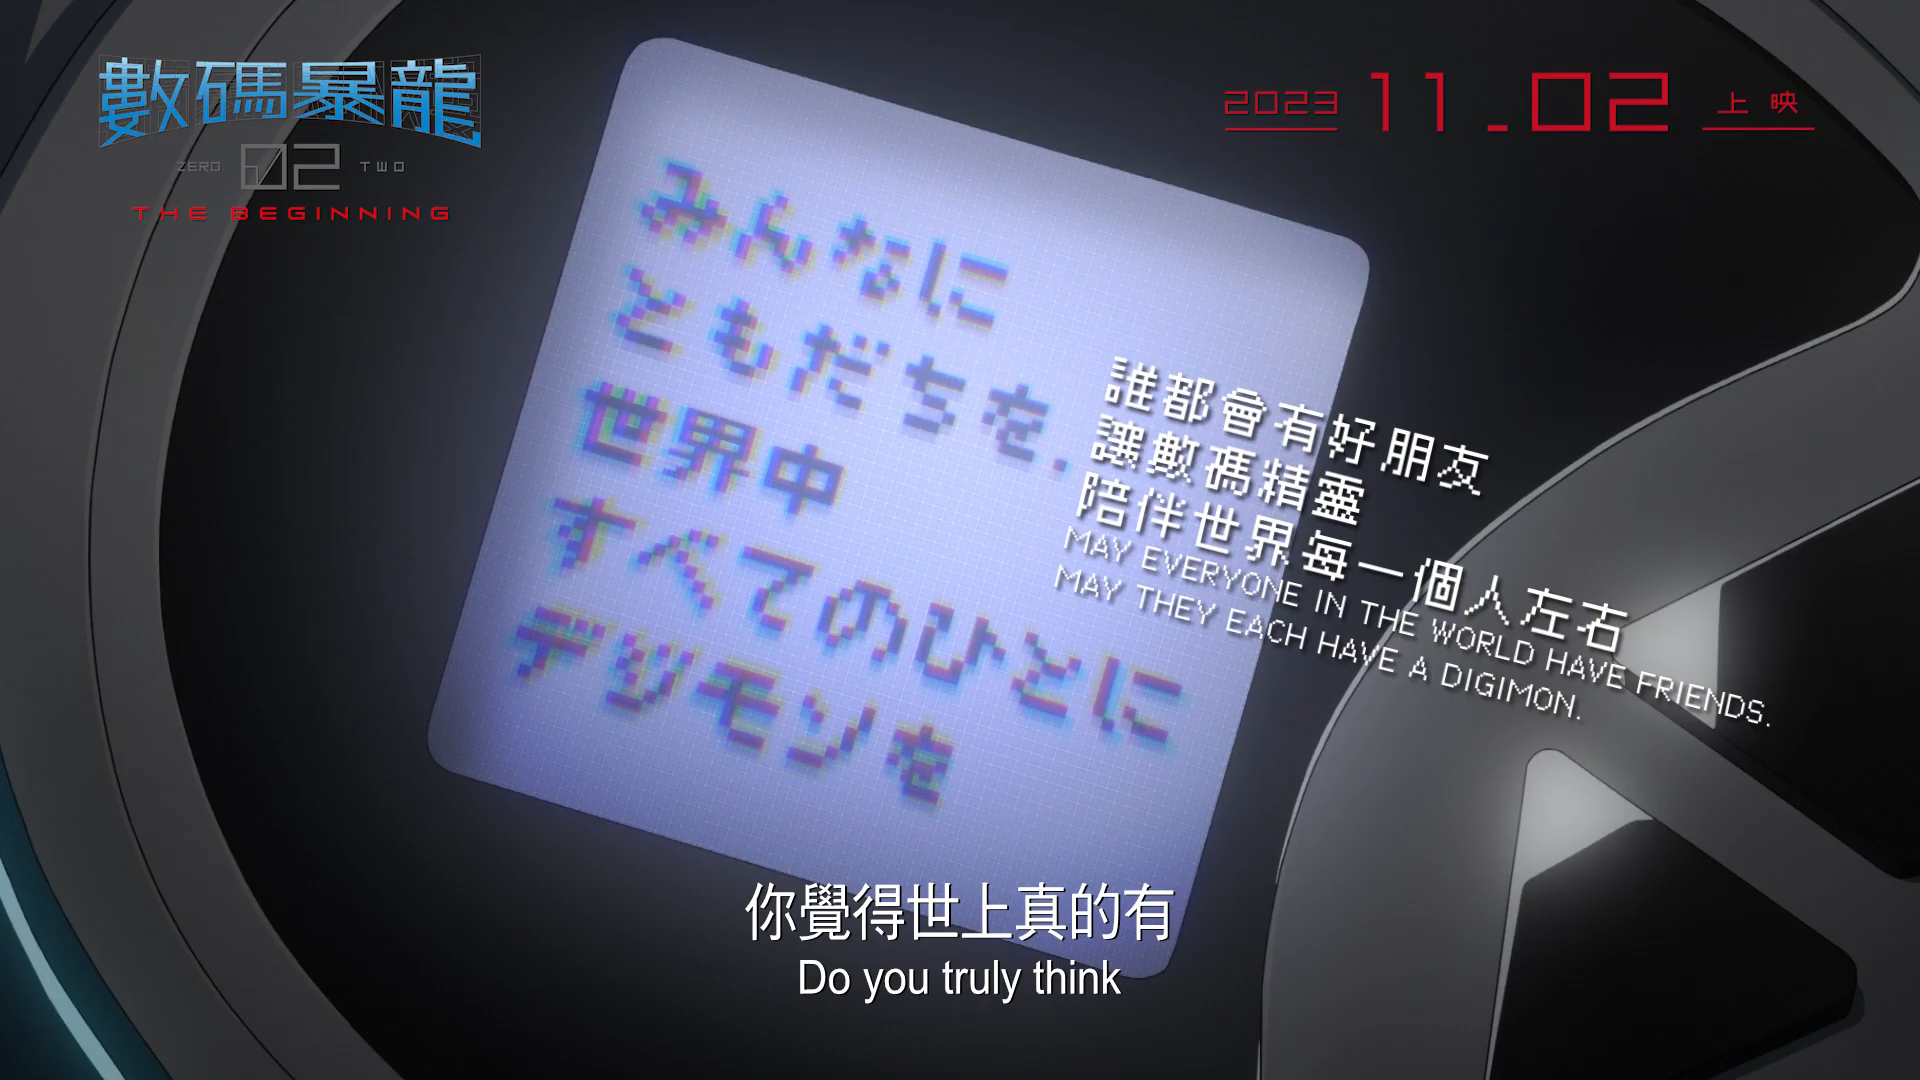 數碼暴龍
ZERO 02 TWO
THE BEGINNING
2023 11.02 上映
みんなに
ともだちを.
世界中
すべてのひとに
デジモンを
誰都會有好朋友
讓數碼精靈
陪伴世界每一個人左右
MAY EVERYONE IN THE WORLD HAVE FRIENDS.
MAY THEY EACH HAVE A DIGIMON.
你覺得世上真的有
Do you truly think